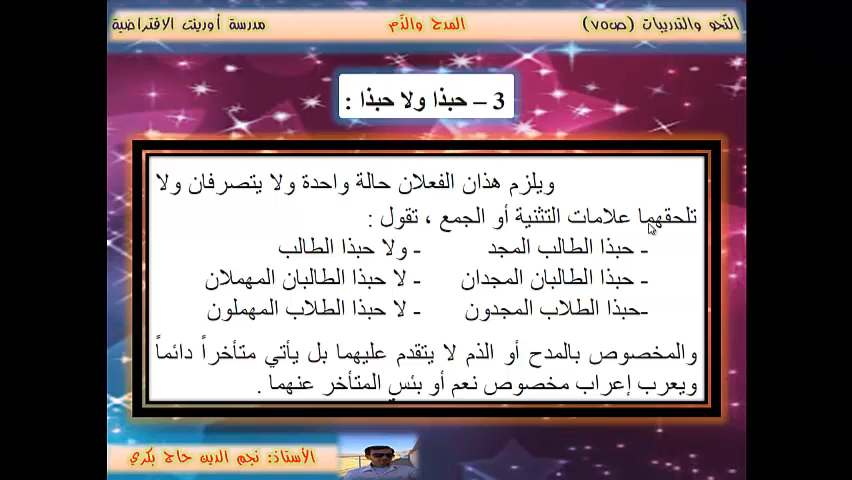 النّحو والتدريبات (ص٧٥)
المدح والذّم
مدرسة أورينت الافتراضية
3 – حبذا ولا حبذا :
ويلزم هذان الفعلان حالة واحدة ولا يتصرفان ولا
تلحقهما علامات التثنية أو الجمع ، تقول :
- حبذا الطالب المجد - ولا حبذا الطالب
- حبذا الطالبان المجدان - لا حبذا الطالبان المهملان
-حبذا الطلاب المجدون - لا حبذا الطلاب المهملون
والمخصوص بالمدح أو الذم لا يتقدم عليهما بل يأتي متأخراً دائماً
ويعرب إعراب مخصوص نعم أو بئس المتأخر عنهما .
الأستاذ: نجم الدين حاج بكري